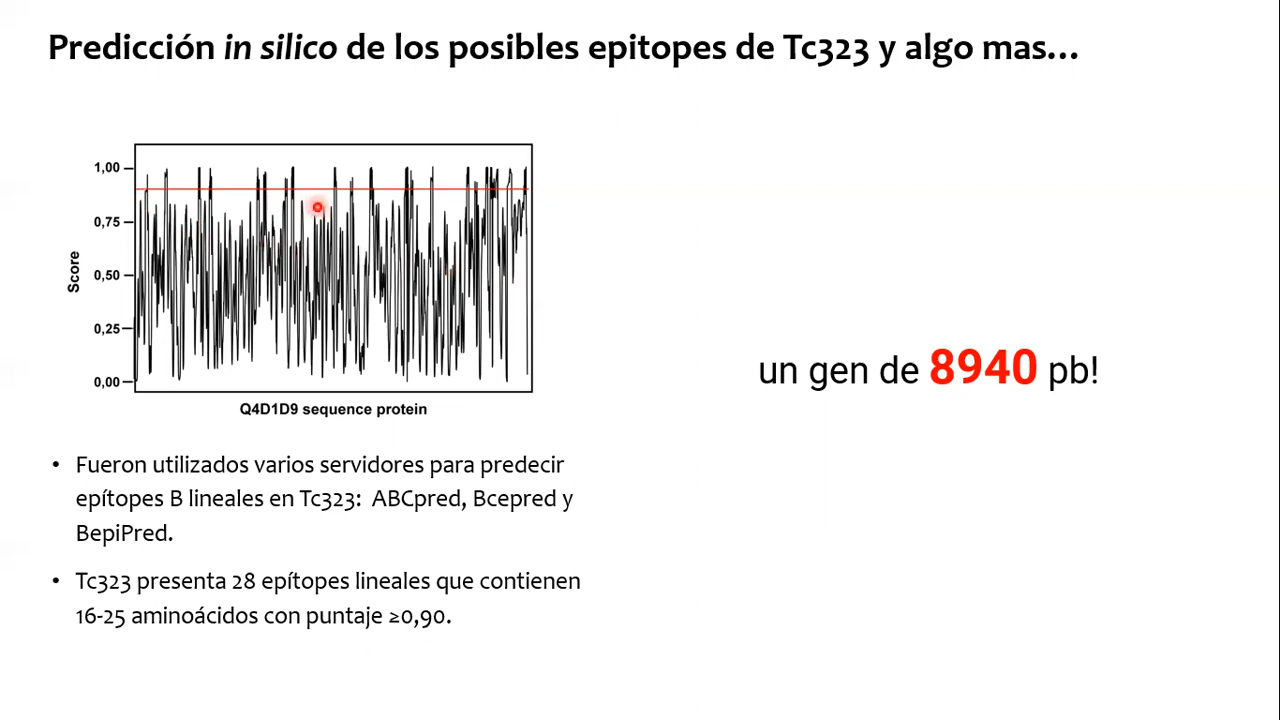 Predicción in silico de los posibles epitopes de Tc323 y algo mas...
1,00
0,75
0,50
0,25
0,00
Score
Q4D1D9 sequence protein
un gen de 8940 pb!
• Fueron utilizados varios servidores para predecir
epítopes B lineales en Tc323: ABCpred, Bcepred y
BepiPred.
• Tc323 presenta 28 epítopes lineales que contienen
16-25 aminoácidos con puntaje ≥0,90.